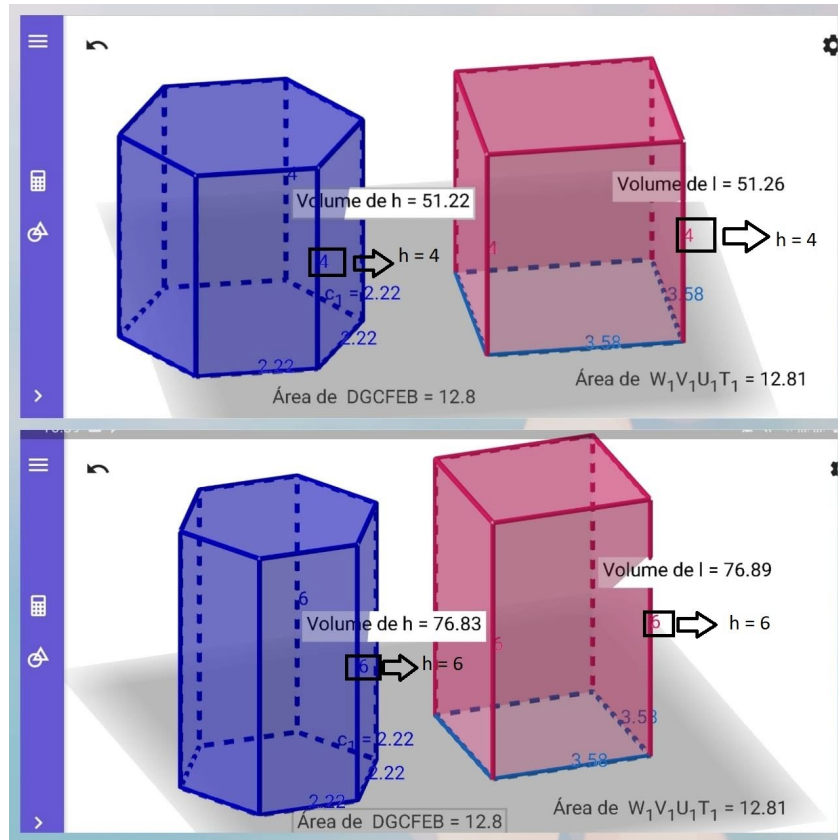 4
Volume de h = 51.22
4
h = 4
c₁ = 2.22
2.22
2.22
Área de DGCFEB = 12.8
Volume de l = 51.26
4
4
h = 4
3.58
3.58
Área de W₁V₁U₁T₁ = 12.81
6
Volume de h = 76.83
6
h = 6
c₁ = 2.22
2.22
2.22
Área de DGCFEB = 12.8
Volume de l = 76.89
6
6
h = 6
3.58
3.58
Área de W₁V₁U₁T₁ = 12.81